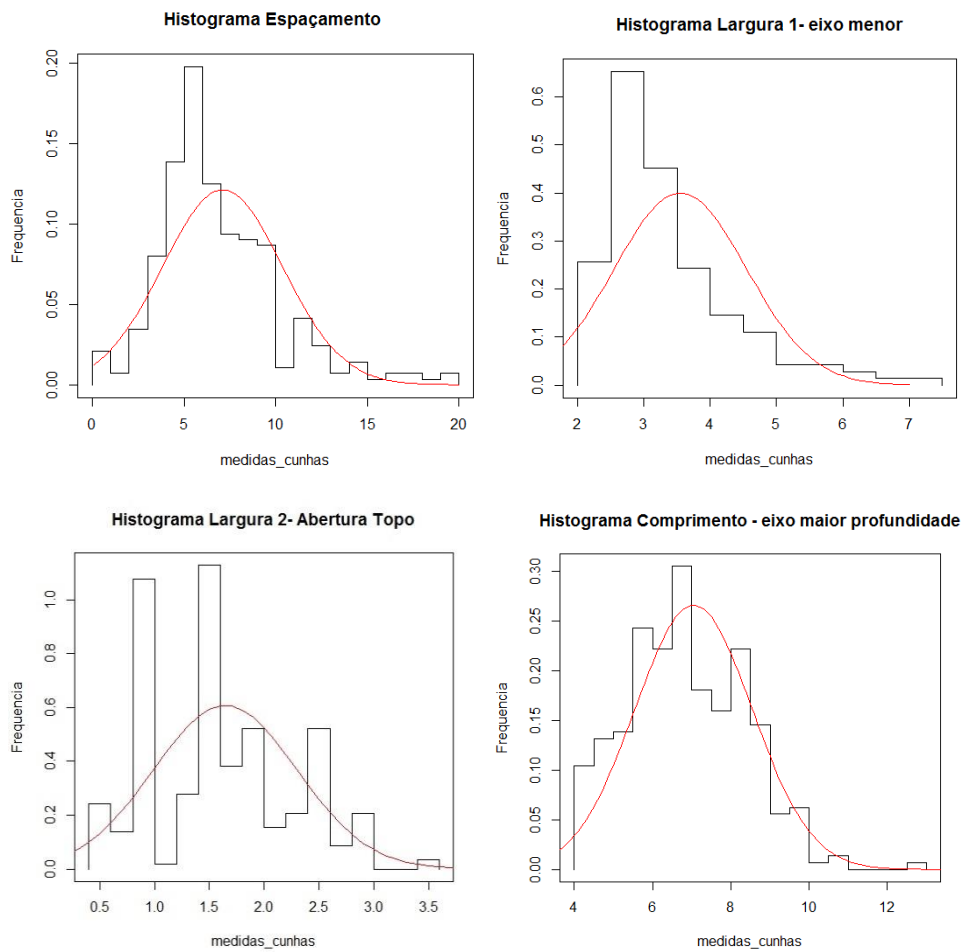 Histograma Espaçamento
Frequencia
0.00
0.05
0.10
0.15
0.20
0 5 10 15 20
medidas_cunhas
Histograma Largura 1- eixo menor
Frequencia
0.0
0.1
0.2
0.3
0.4
0.5
0.6
2 3 4 5 6 7
medidas_cunhas
Histograma Largura 2- Abertura Topo
Frequencia
0.0
0.2
0.4
0.6
0.8
1.0
0.5 1.0 1.5 2.0 2.5 3.0 3.5
medidas_cunhas
Histograma Comprimento - eixo maior profundidade
Frequencia
0.00
0.05
0.10
0.15
0.20
0.25
0.30
4 6 8 10 12
medidas_cunhas